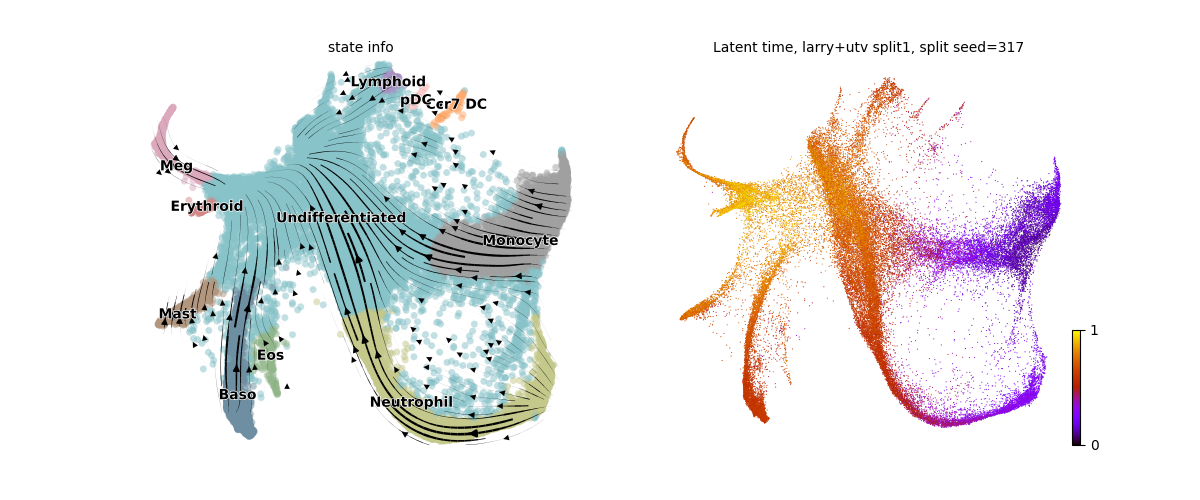 state info
Latent time, larry+utv split1, split seed=317
Lymphoid
pDC
Ccr7 DC
Meg
Erythroid
Undifferentiated
Monocyte
Mast
Eos
Baso
Neutrophil
1
0